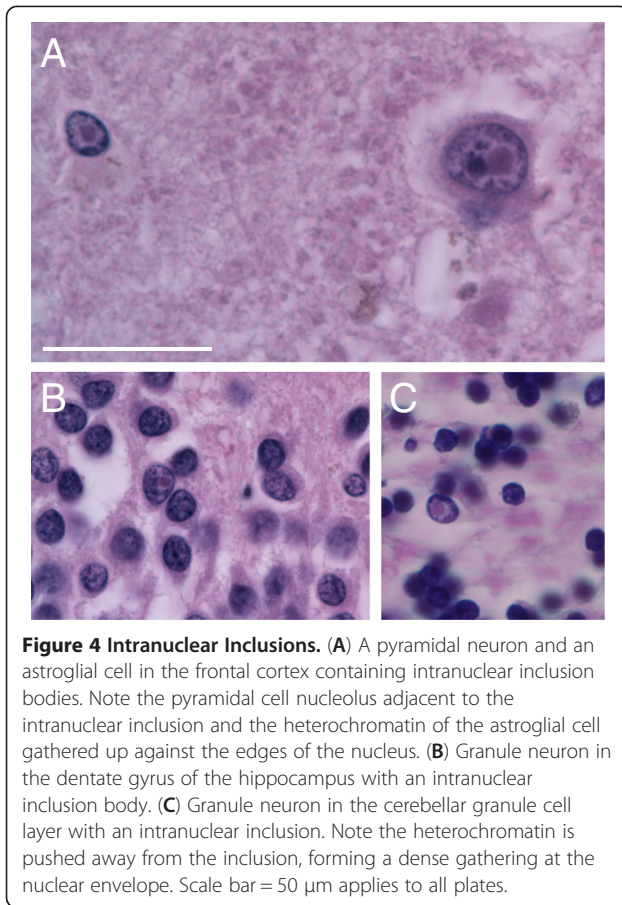 A
B
C
Figure 4 Intranuclear Inclusions. (A) A pyramidal neuron and an
astroglial cell in the frontal cortex containing intranuclear inclusion
bodies. Note the pyramidal cell nucleolus adjacent to the
intranuclear inclusion and the heterochromatin of the astroglial cell
gathered up against the edges of the nucleus. (B) Granule neuron in
the dentate gyrus of the hippocampus with an intranuclear
inclusion body. (C) Granule neuron in the cerebellar granule cell
layer with an intranuclear inclusion. Note the heterochromatin is
pushed away from the inclusion, forming a dense gathering at the
nuclear envelope. Scale bar = 50 μm applies to all plates.